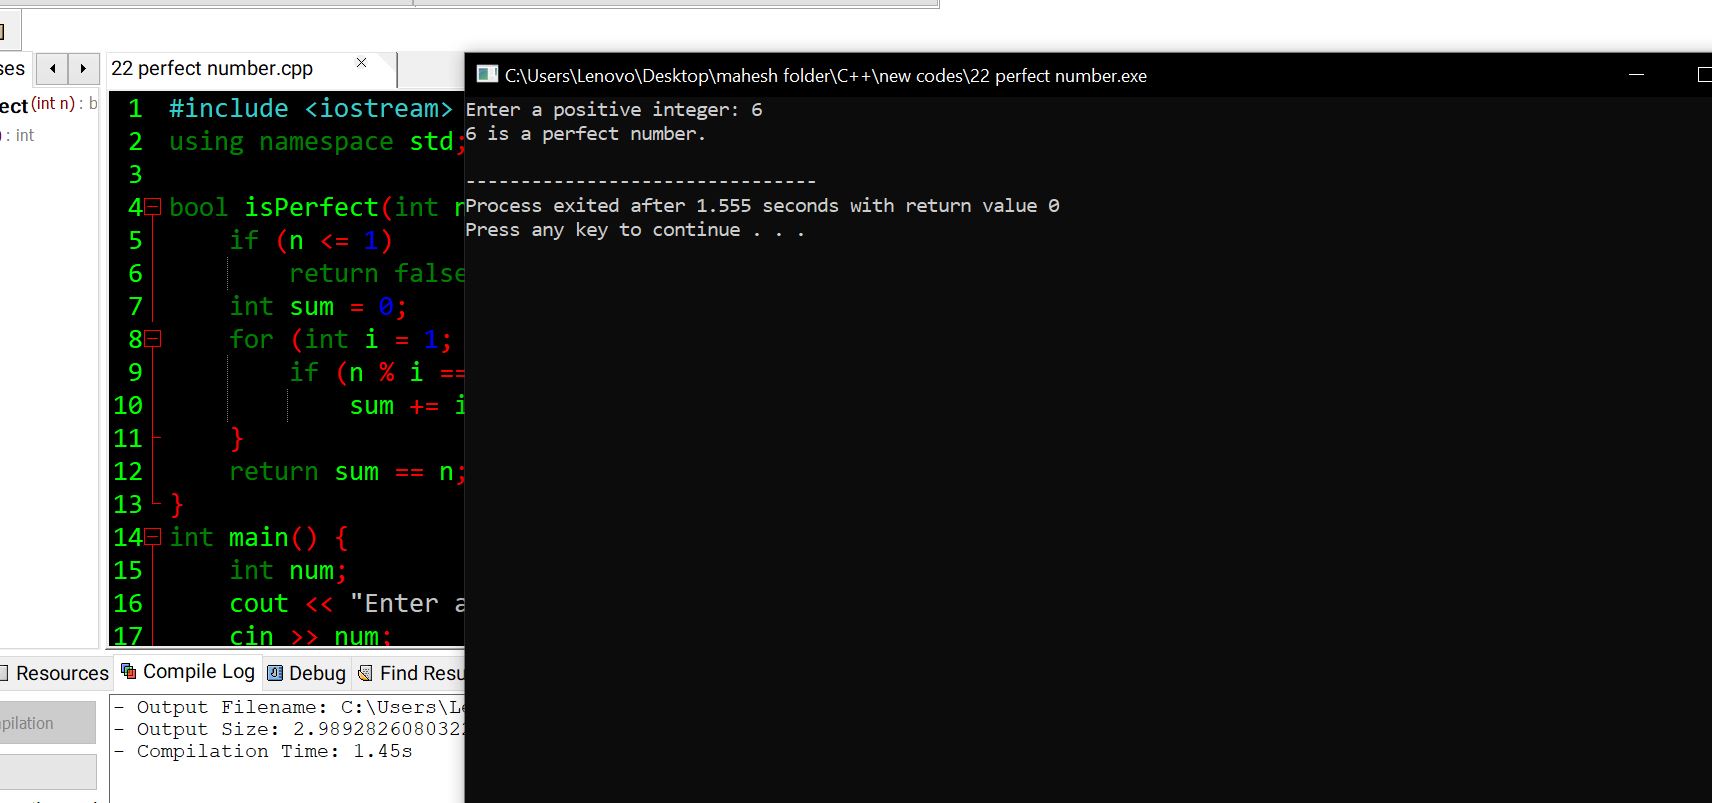 ses
22 perfect number.cpp
ect (int n) : b
) : int
1 #include <iostream>
2 using namespace std;
3
4 bool isPerfect(int n
5 if (n <= 1)
6 return false
7 int sum = 0;
8 for (int i = 1;
9 if (n % i ==
10 sum += i
11 }
12 return sum == n;
13 }
14 int main() {
15 int num;
16 cout << "Enter a
17 cin >> num;
C:\Users\Lenovo\Desktop\mahesh folder\C++\new codes\22 perfect number.exe
Enter a positive integer: 6
6 is a perfect number.
--------------------------------
Process exited after 1.555 seconds with return value 0
Press any key to continue . . .
Resources
Compile Log
Debug
Find Resu
pilation
- Output Filename: C:\Users\Le
- Output Size: 2.9892826080322
- Compilation Time: 1.45s